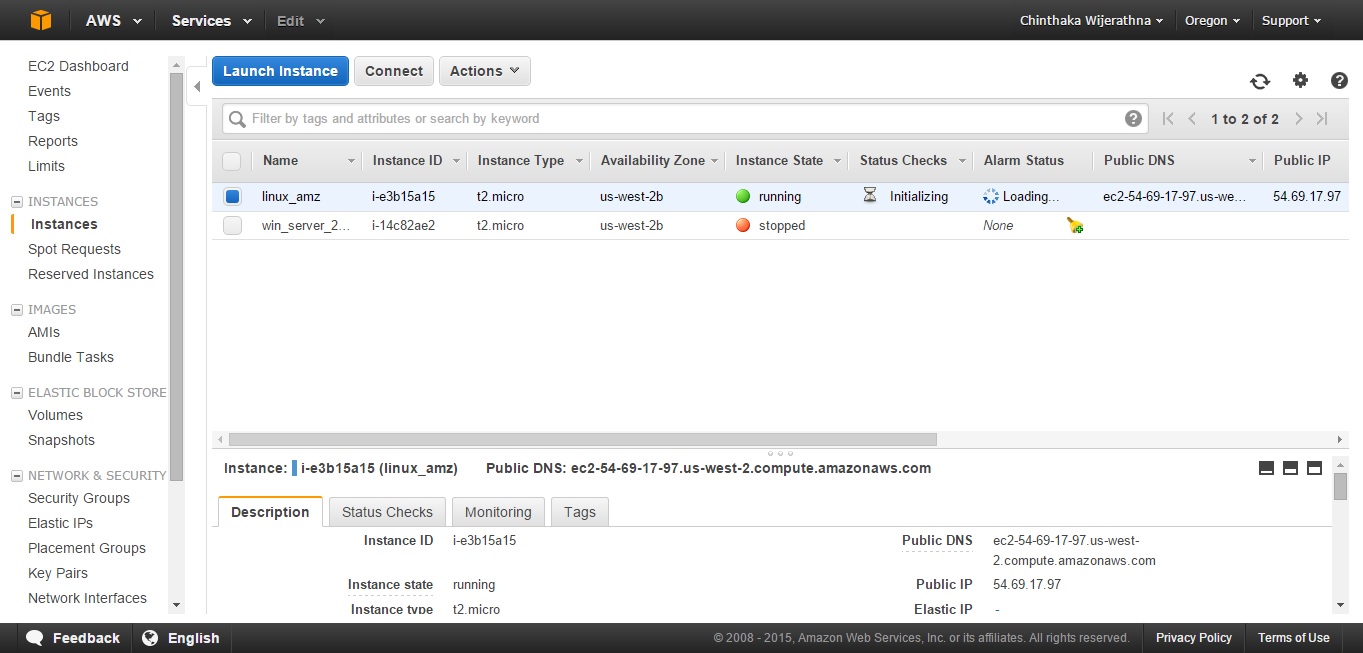 AWS Services Edit Chinthaka Wijerathna Oregon Support
EC2 Dashboard
Events
Tags
Reports
Limits
INSTANCES
Instances
Spot Requests
Reserved Instances
IMAGES
AMIs
Bundle Tasks
ELASTIC BLOCK STORE
Volumes
Snapshots
NETWORK & SECURITY
Security Groups
Elastic IPs
Placement Groups
Key Pairs
Network Interfaces
Launch Instance Connect Actions
Filter by tags and attributes or search by keyword 1 to 2 of 2
Name Instance ID Instance Type Availability Zone Instance State Status Checks Alarm Status Public DNS Public IP
linux_amz i-e3b15a15 t2.micro us-west-2b running Initializing Loading... ec2-54-69-17-97.us-we... 54.69.17.97
win_server_2... i-14c82ae2 t2.micro us-west-2b stopped None
Instance: i-e3b15a15 (linux_amz) Public DNS: ec2-54-69-17-97.us-west-2.compute.amazonaws.com
Description Status Checks Monitoring Tags
Instance ID i-e3b15a15 Public DNS ec2-54-69-17-97.us-west-
2.compute.amazonaws.com
Instance state running Public IP 54.69.17.97
Instance type t2.micro Elastic IP -
Feedback English © 2008 - 2015, Amazon Web Services, Inc. or its affiliates. All rights reserved. Privacy Policy Terms of Use